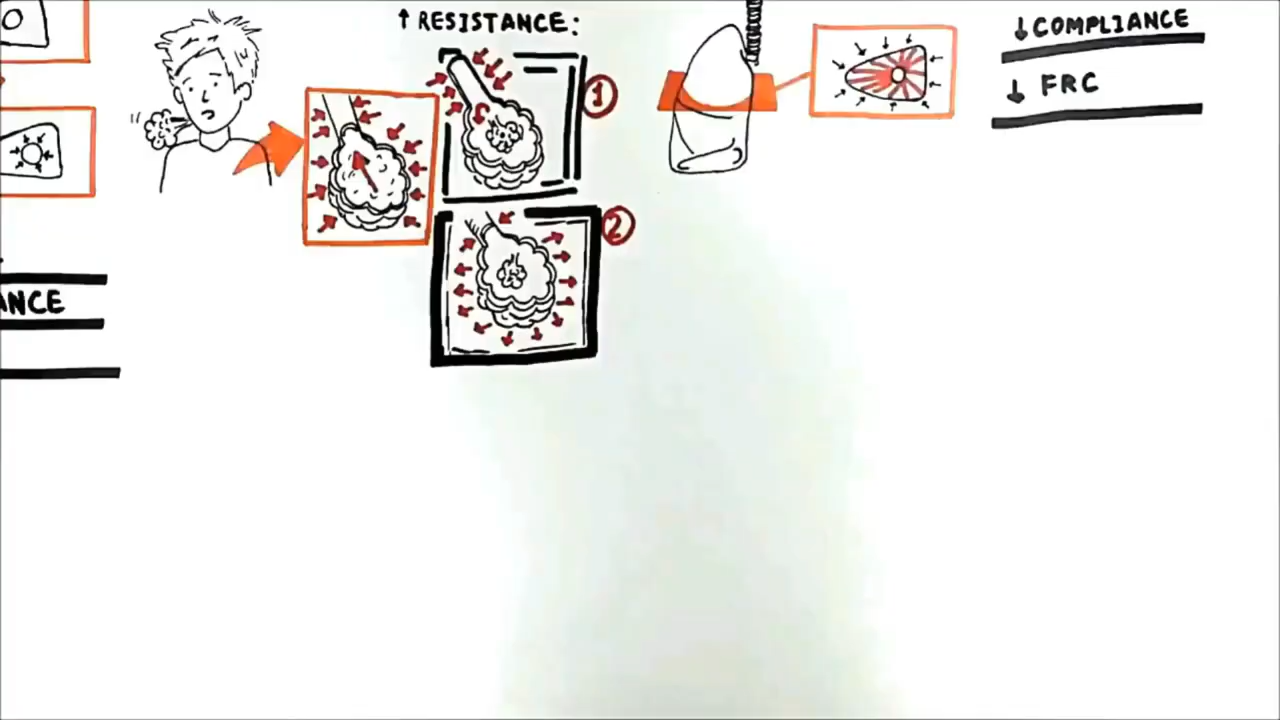 ↑ RESISTANCE:
1
2
↓ COMPLIANCE
↓ FRC
ANCE